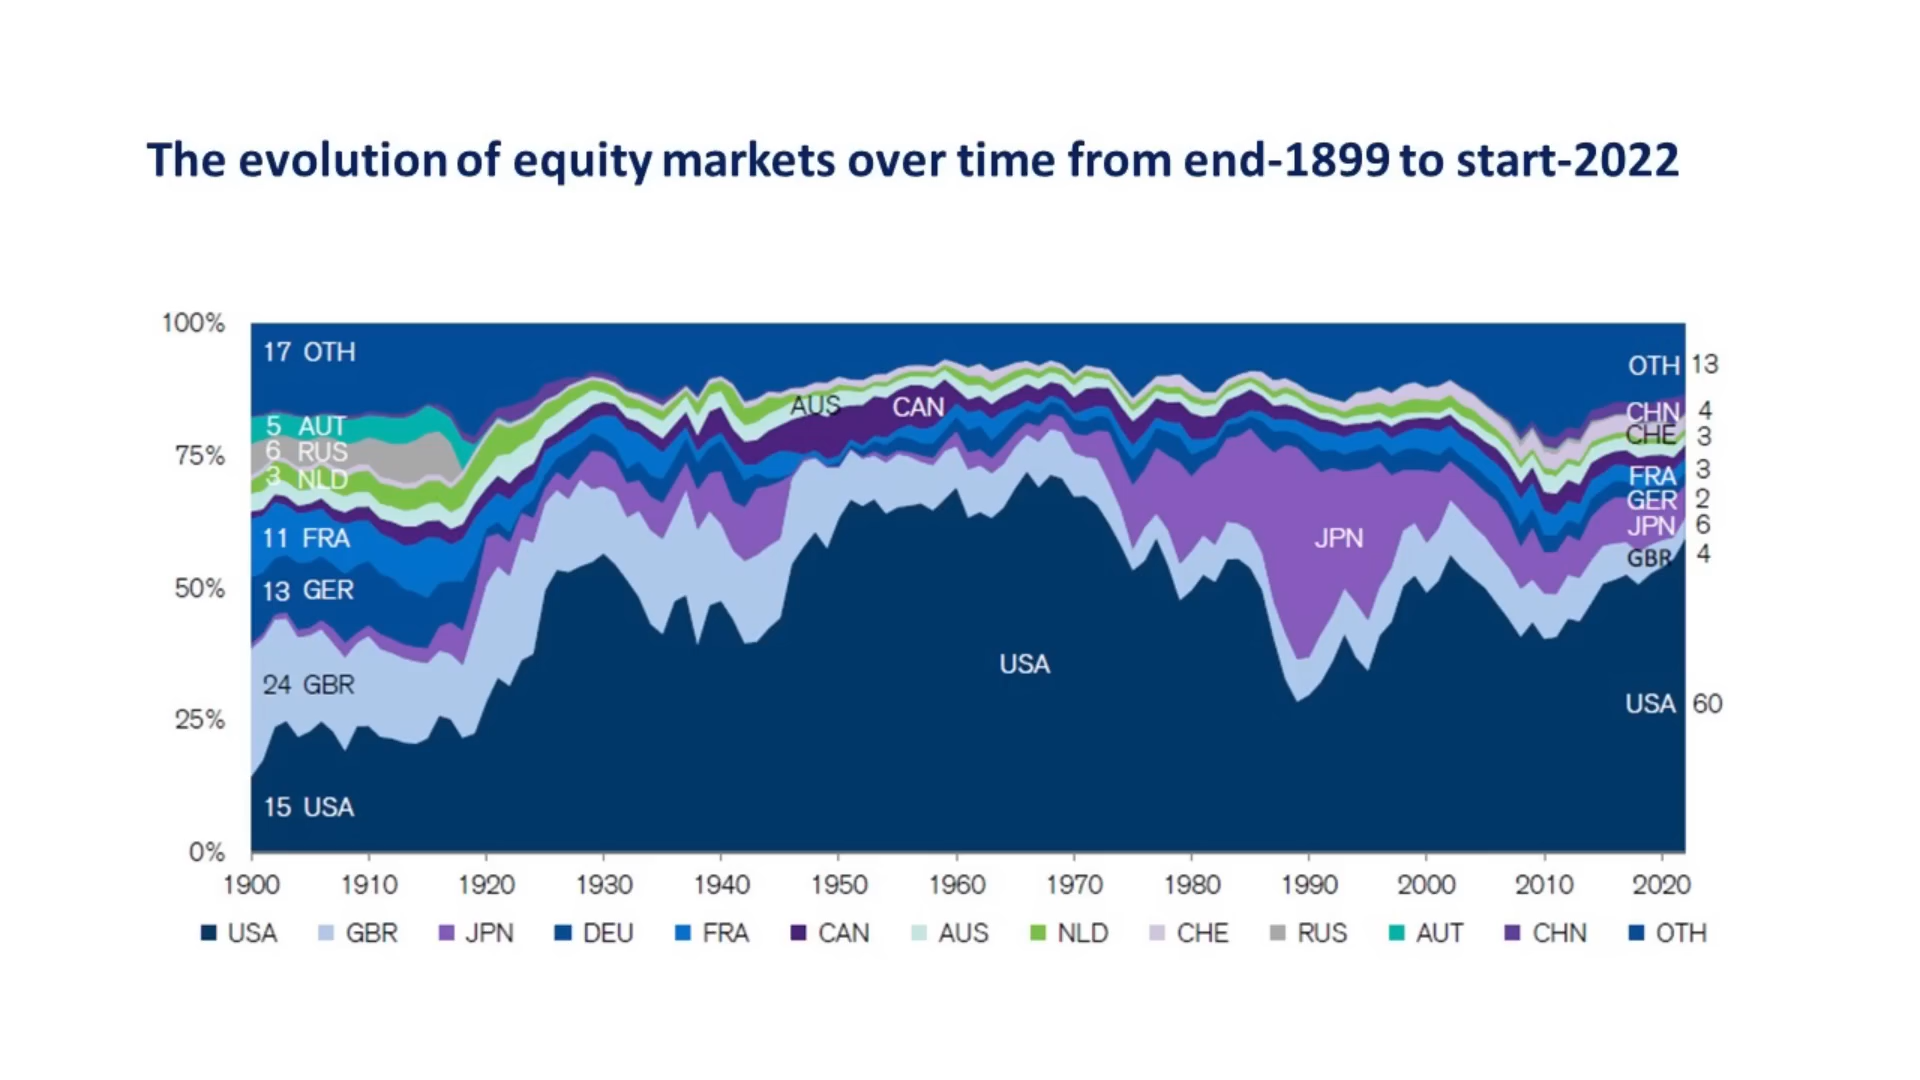 The evolution of equity markets over time from end-1899 to start-2022
100%
75%
50%
25%
0%
17 OTH
5 AUT
6 RUS
3 NLD
11 FRA
13 GER
24 GBR
15 USA
AUS
CAN
JPN
USA
OTH 13
CHN 4
CHE 3
3
FRA
GER 2
JPN 6
GBR 4
USA 60
1900 1910 1920 1930 1940 1950 1960 1970 1980 1990 2000 2010 2020
USA GBR JPN DEU FRA CAN AUS NLD CHE RUS AUT CHN OTH